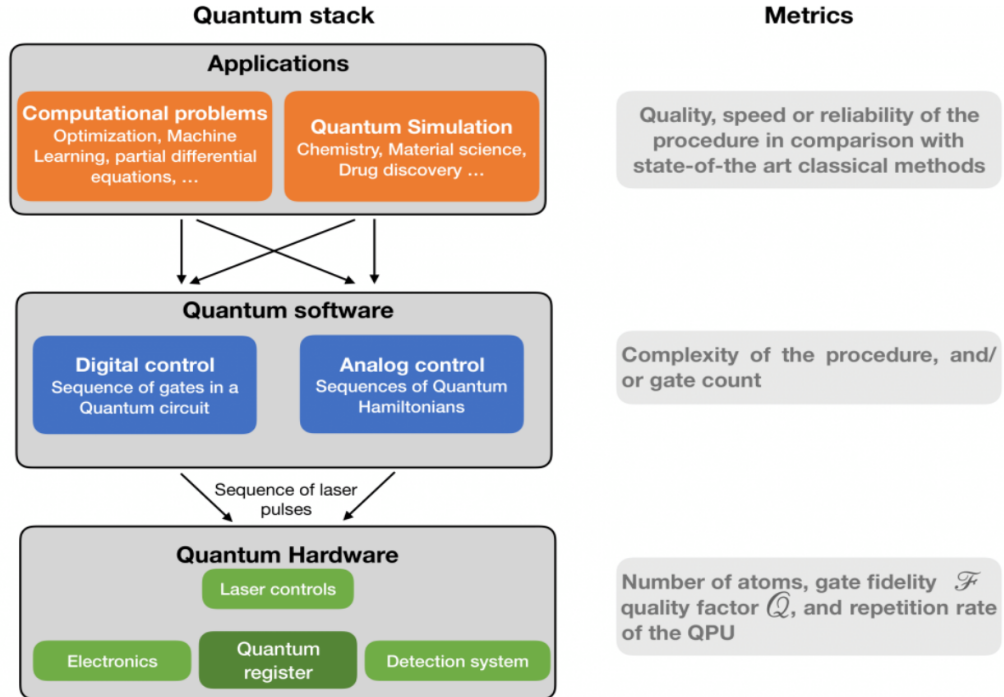 Quantum stack
Metrics
Applications
Computational problems
Optimization, Machine
Learning, partial differential
equations, …
Quantum Simulation
Chemistry, Material science,
Drug discovery …
Quality, speed or reliability of the
procedure in comparison with
state-of-the art classical methods
Quantum software
Digital control
Sequence of gates in a
Quantum circuit
Analog control
Sequences of Quantum
Hamiltonians
Complexity of the procedure, and/
or gate count
Sequence of laser
pulses
Quantum Hardware
Laser controls
Electronics
Quantum
register
Detection system
Number of atoms, gate fidelity ℱ
quality factor 𝒬, and repetition rate
of the QPU